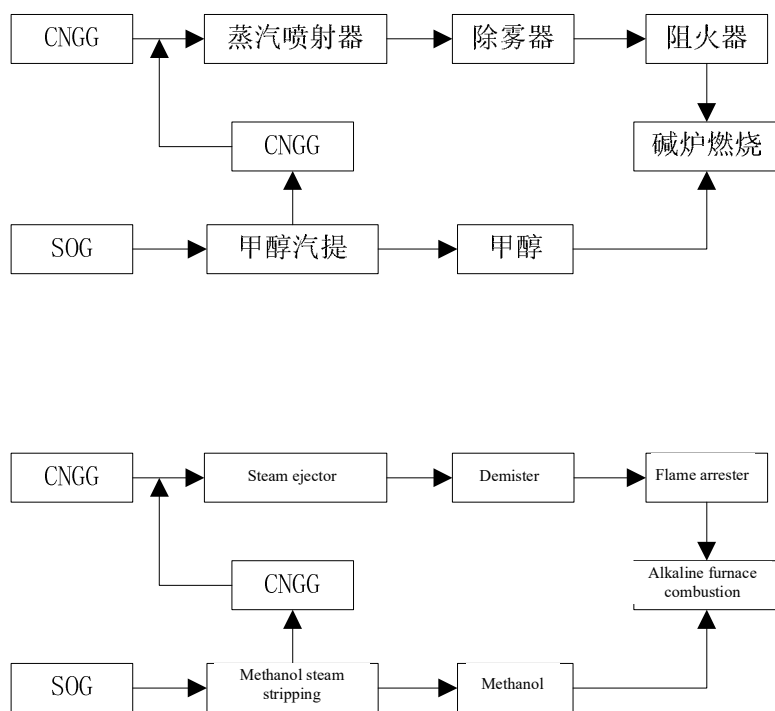 CNGG
蒸汽喷射器
除雾器
阻火器
CNGG
碱炉燃烧
SOG
甲醇汽提
甲醇
CNGG
Steam ejector
Demister
Flame arrester
CNGG
Alkaline furnace
combustion
SOG
Methanol steam
stripping
Methanol